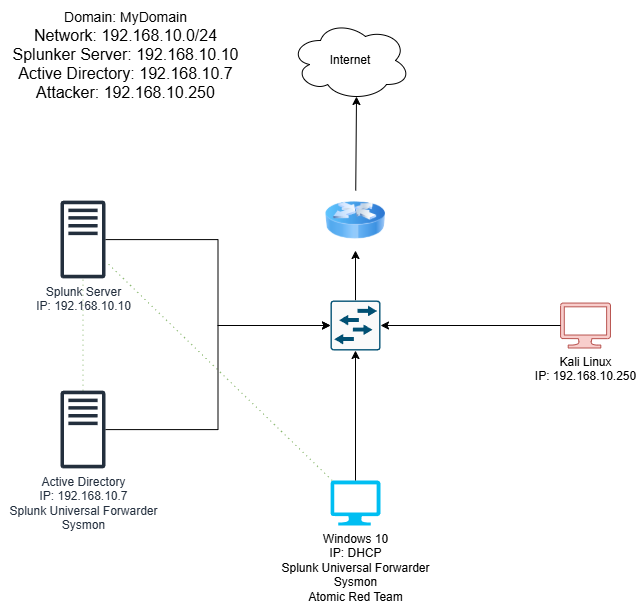 Domain: MyDomain
Network: 192.168.10.0/24
Splunker Server: 192.168.10.10
Active Directory: 192.168.10.7
Attacker: 192.168.10.250
Internet
Splunk Server
IP: 192.168.10.10
Kali Linux
IP: 192.168.10.250
Active Directory
IP: 192.168.10.7
Splunk Universal Forwarder
Sysmon
Windows 10
IP: DHCP
Splunk Universal Forwarder
Sysmon
Atomic Red Team